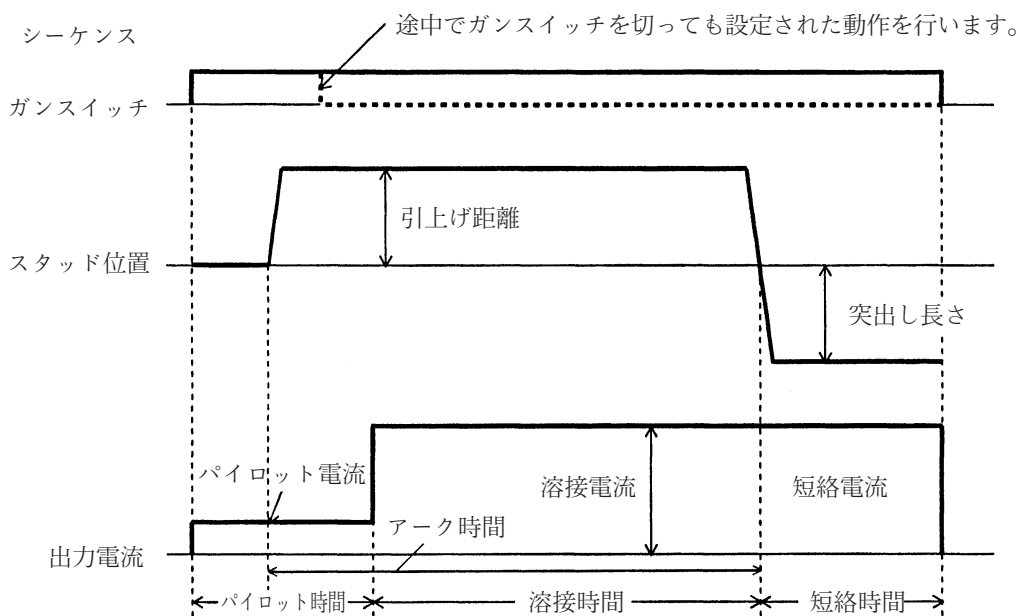 途中でガンスイッチを切っても設定された動作を行います。
シーケンス
ガンスイッチ
引上げ距離
スタッド位置
突出し長さ
パイロット電流
溶接電流
短絡電流
アーク時間
出力電流
パイロット時間
溶接時間
短絡時間